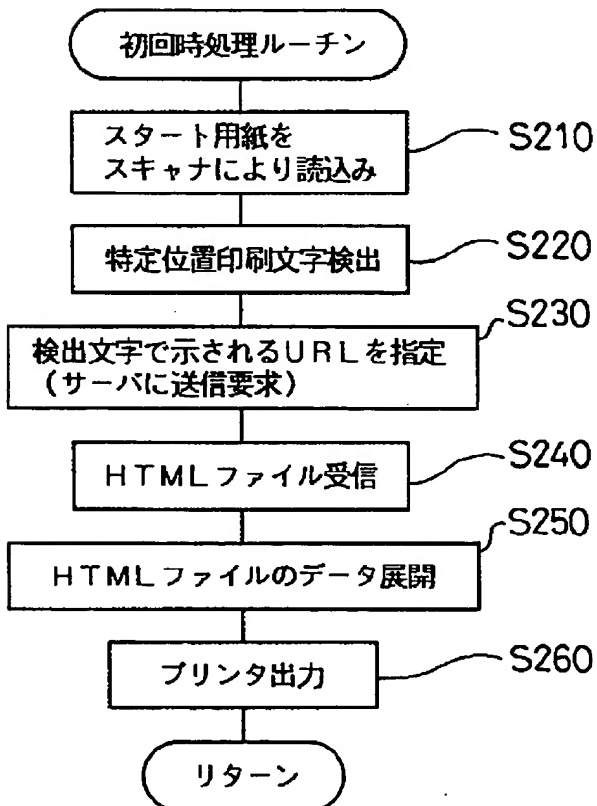 初回時処理ルーチン
スタート用紙を
スキャナにより読込み
S210
特定位置印刷文字検出
S220
検出文字で示されるURLを指定
(サーバに送信要求)
S230
HTMLファイル受信
S240
HTMLファイルのデータ展開
S250
プリンタ出力
S260
リターン